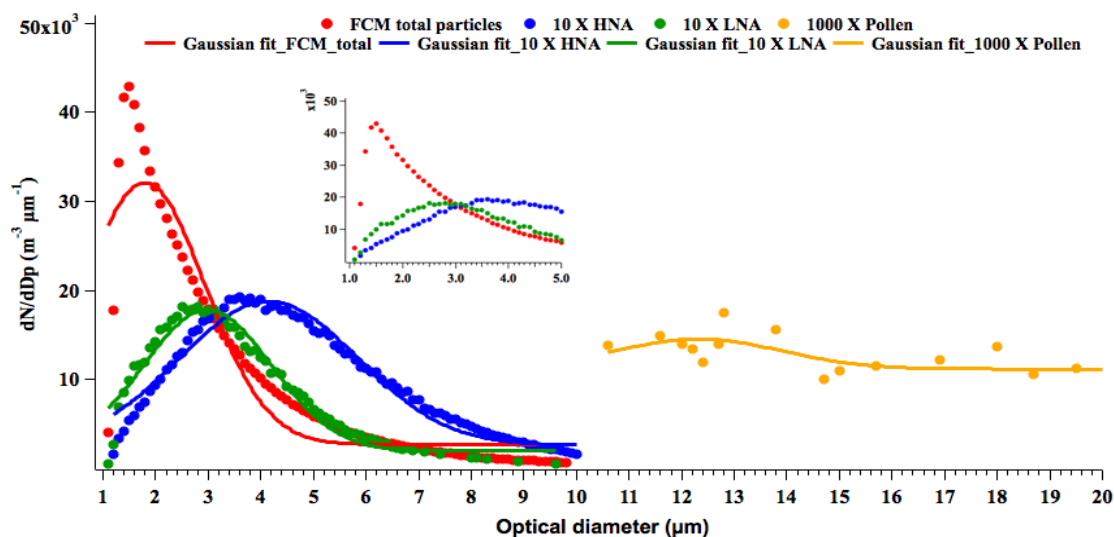 FCM total particles 10 X HNA 10 X LNA 1000 X Pollen
Gaussian fit_FCM_total Gaussian fit_10 X HNA Gaussian fit_10 X LNA Gaussian fit_1000 X Pollen
50x10³
40
30
20
10
dN/dDp (m⁻³ µm⁻¹)
x10³
50
40
30
20
10
1.0 2.0 3.0 4.0 5.0
1 2 3 4 5 6 7 8 9 10 11 12 13 14 15 16 17 18 19 20
Optical diameter (µm)